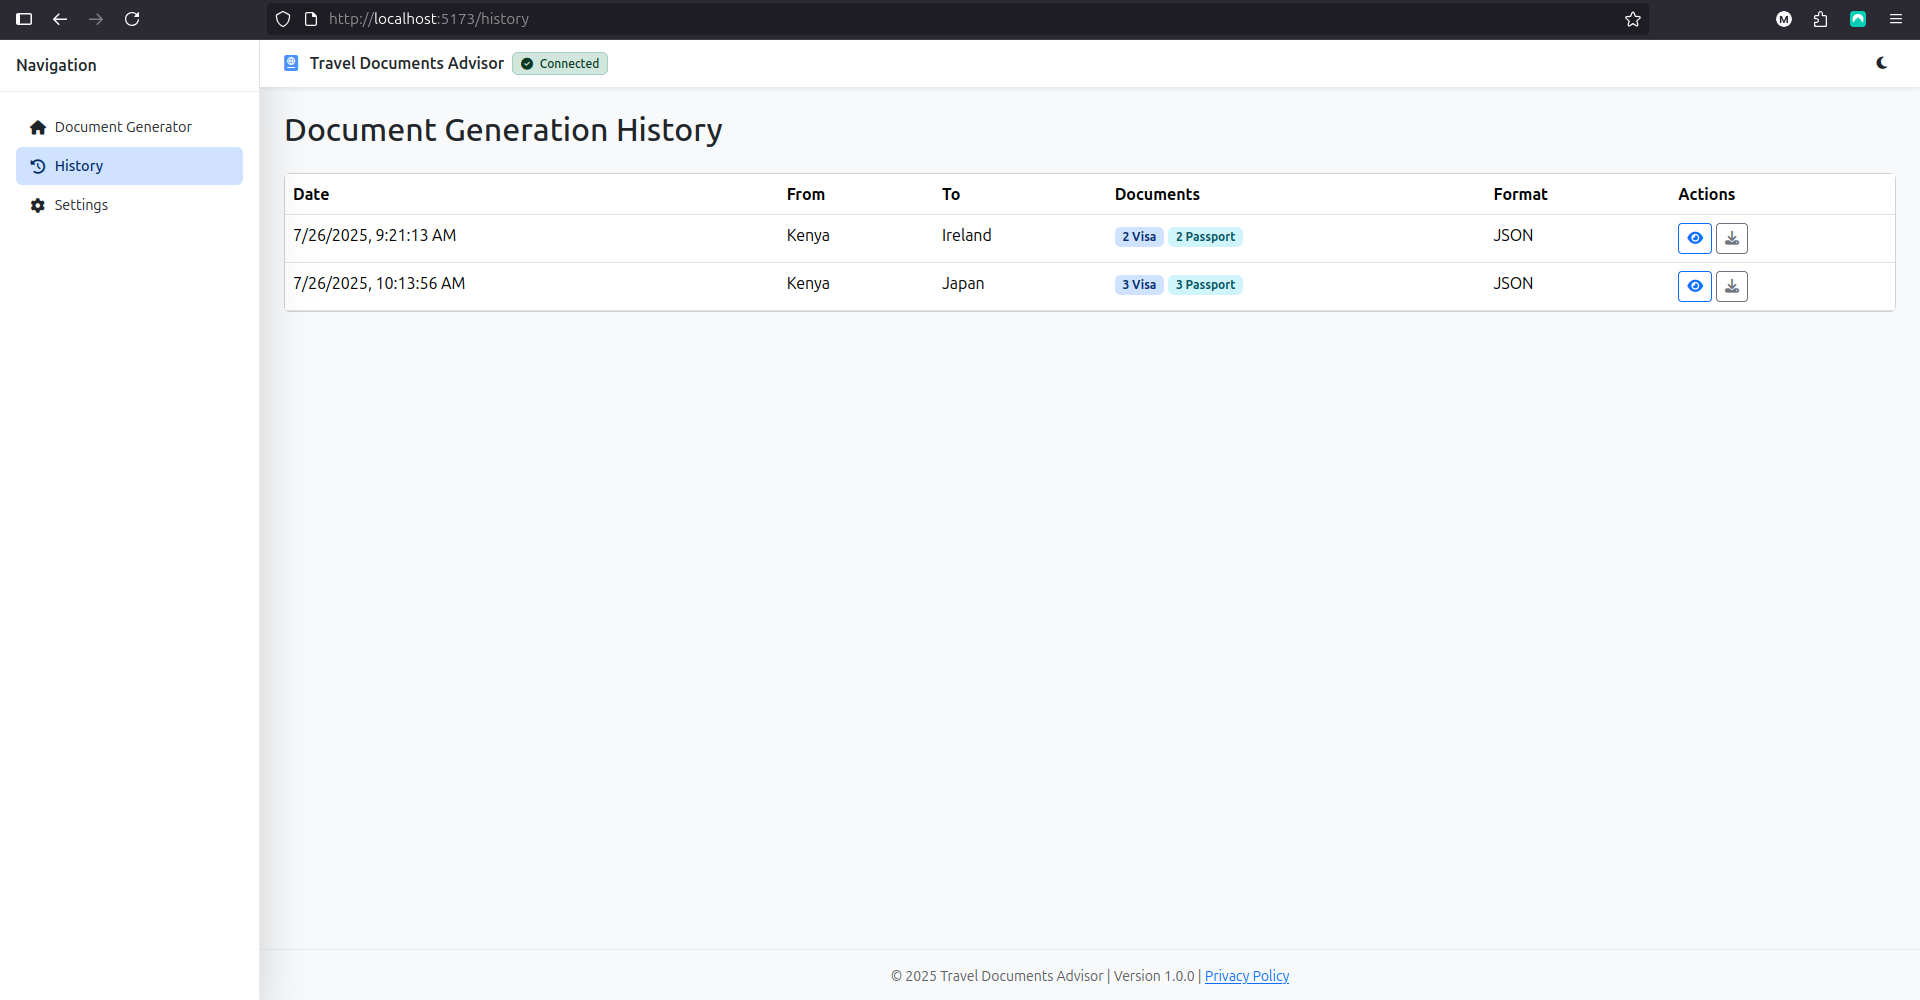 http://localhost:5173/history
M
Navigation
Travel Documents Advisor Connected
Document Generator
History
Settings
Document Generation History
Date From To Documents Format Actions
7/26/2025, 9:21:13 AM Kenya Ireland 2 Visa 2 Passport JSON
7/26/2025, 10:13:56 AM Kenya Japan 3 Visa 3 Passport JSON
© 2025 Travel Documents Advisor | Version 1.0.0 | Privacy Policy